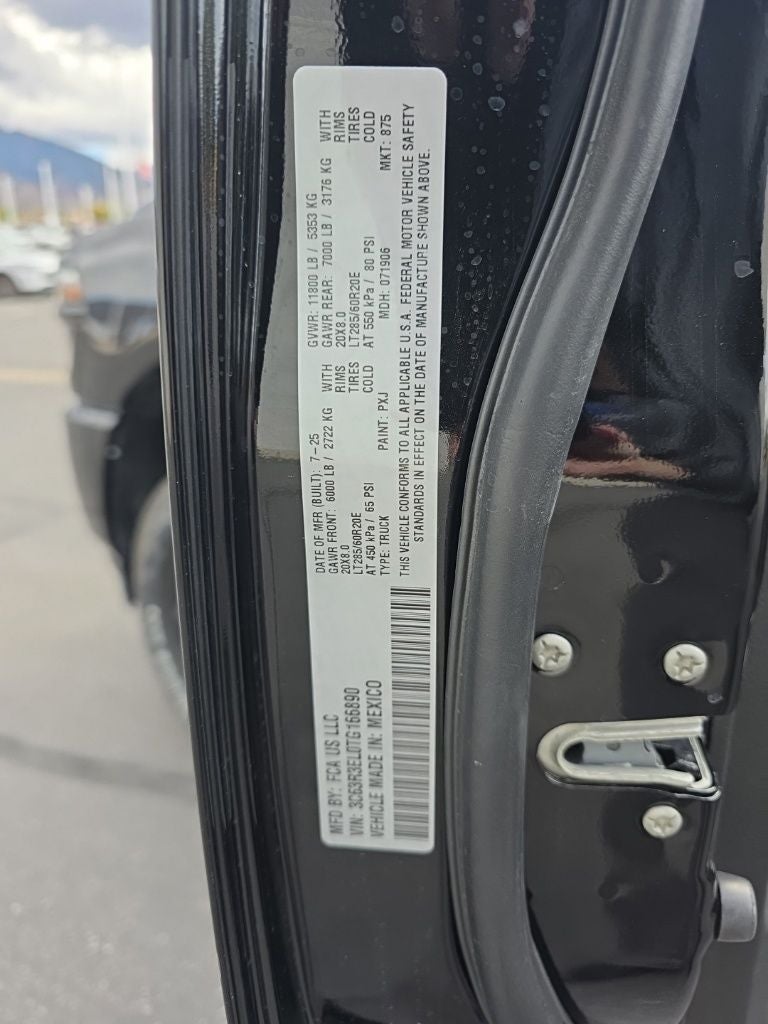 MFD BY: FCA US LLC
VIN: 3C63R3EL0TG166890
VEHICLE MADE IN: MEXICO
DATE OF MFR (BUILT): 7-25
GAWR FRONT: 6000 LB / 2722 KG WITH
20X8.0 RIMS
LT285/60R20E TIRES
AT 450 kPa / 65 PSI COLD
TYPE: TRUCK PAINT: PXJ
GVWR: 11800 LB / 5353 KG
GAWR REAR: 7000 LB / 3176 KG WITH
20X8.0 RIMS
LT285/60R20E TIRES
AT 550 kPa / 80 PSI COLD
MDH: 071906 MKT: 875
THIS VEHICLE CONFORMS TO ALL APPLICABLE U.S.A. FEDERAL MOTOR VEHICLE SAFETY
STANDARDS IN EFFECT ON THE DATE OF MANUFACTURE SHOWN ABOVE.